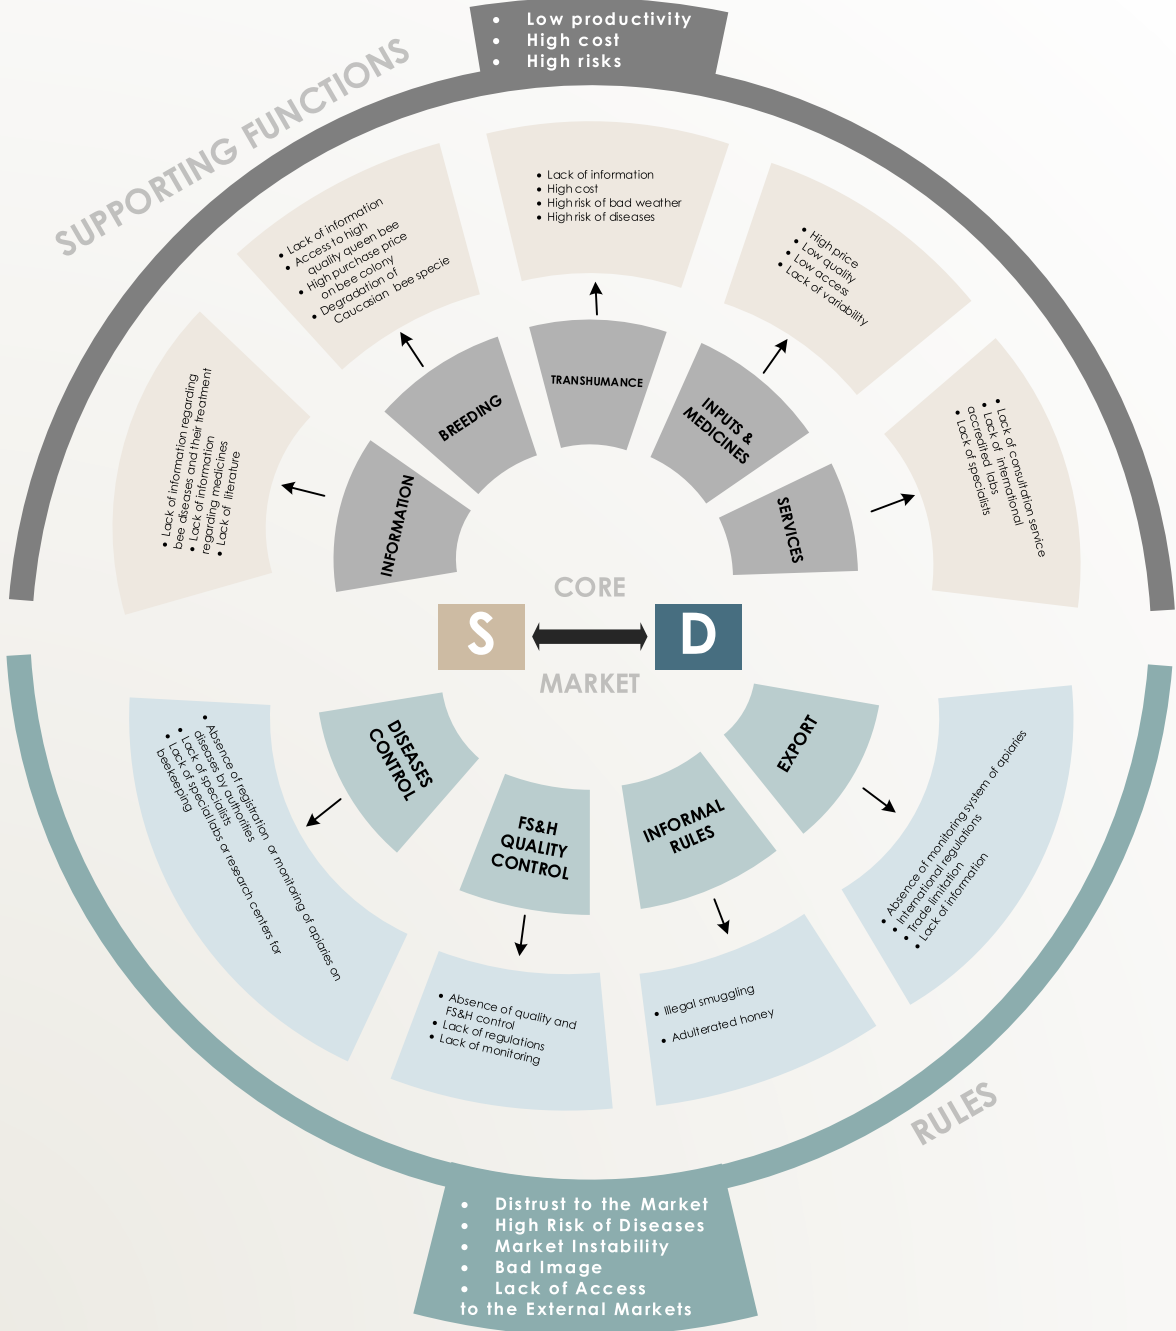 • Low productivity
• High cost
• High risks
SUPPORTING FUNCTIONS
• Lack of information
• High cost
• High risk of bad weather
• High risk of diseases
• Lack of information
• Access to high
quality queen bee
• High purchase price
on bee colony
• Degradation of
Caucasian bee specie
• High price
• Low quality
• Low access
• Lack of variability
• Lack of information regarding
bee diseases and their treatment
• Lack of information
regarding medicines
• Lack of literature
• Lack of consultation service
• Lack of international
accredited labs
• Lack of specialists
INFORMATION
BREEDING
TRANSHUMANCE
INPUTS &
MEDICINES
SERVICES
CORE
S
D
MARKET
DISEASES
CONTROL
FS&H
QUALITY
CONTROL
INFORMAL
RULES
EXPORT
• Absence of registration or monitoring of apiaries on
diseases by authorities
• Lack of specialists
• Lack of special labs or research centers for
beekeeping
• Absence of quality and
FS&H control
• Lack of regulations
• Lack of monitoring
• Illegal smuggling
• Adulterated honey
• Absence of monitoring system of apiaries
• International regulations
• Trade limitation
• Lack of information
RULES
• Distrust to the Market
• High Risk of Diseases
• Market Instability
• Bad Image
• Lack of Access
to the External Markets